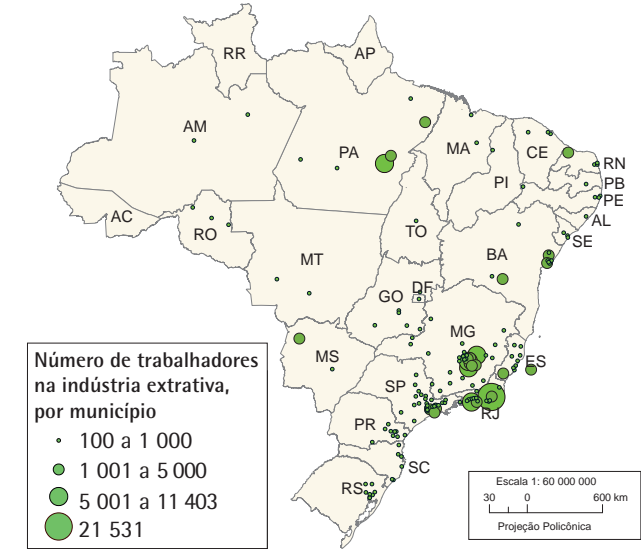 RR
AP
AM
PA
MA
CE
RN
PB
PE
AL
SE
PI
AC
RO
TO
BA
MT
DF
GO
MG
ES
MS
SP
RJ
PR
SC
RS
Número de trabalhadores
na indústria extrativa,
por município
100 a 1 000
1 001 a 5 000
5 001 a 11 403
21 531
Escala 1: 60 000 000
30 0 600 km
Projeção Policônica